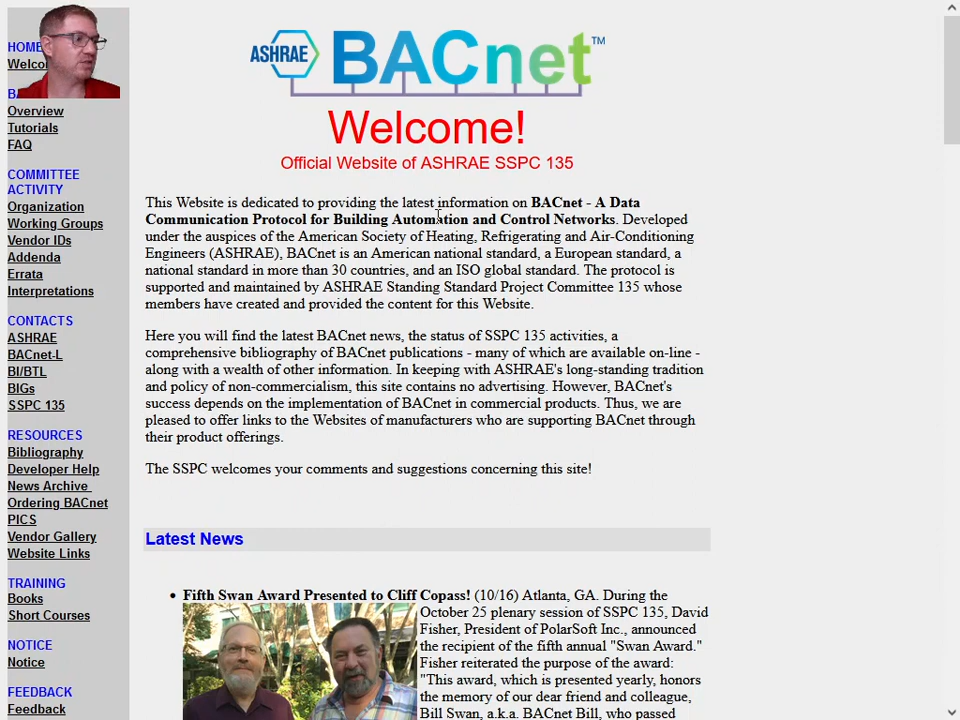 HOME
Welco
Overview
Tutorials
FAQ
COMMITTEE
ACTIVITY
Organization
Working Groups
Vendor IDs
Addenda
Errata
Interpretations
CONTACTS
ASHRAE
BACnet-L
BI/BTL
BIGs
SSPC 135
RESOURCES
Bibliography
Developer Help
News Archive
Ordering BACnet
PICS
Vendor Gallery
Website Links
TRAINING
Books
Short Courses
NOTICE
Notice
FEEDBACK
Feedback
ASHRAE BACnet™
Welcome!
Official Website of ASHRAE SSPC 135
This Website is dedicated to providing the latest information on BACnet - A Data
Communication Protocol for Building Automation and Control Networks. Developed
under the auspices of the American Society of Heating, Refrigerating and Air-Conditioning
Engineers (ASHRAE), BACnet is an American national standard, a European standard, a
national standard in more than 30 countries, and an ISO global standard. The protocol is
supported and maintained by ASHRAE Standing Standard Project Committee 135 whose
members have created and provided the content for this Website.
Here you will find the latest BACnet news, the status of SSPC 135 activities, a
comprehensive bibliography of BACnet publications - many of which are available on-line -
along with a wealth of other information. In keeping with ASHRAE's long-standing tradition
and policy of non-commercialism, this site contains no advertising. However, BACnet's
success depends on the implementation of BACnet in commercial products. Thus, we are
pleased to offer links to the Websites of manufacturers who are supporting BACnet through
their product offerings.
The SSPC welcomes your comments and suggestions concerning this site!
Latest News
• Fifth Swan Award Presented to Cliff Copass! (10/16) Atlanta, GA. During the
October 25 plenary session of SSPC 135, David
Fisher, President of PolarSoft Inc., announced
the recipient of the fifth annual "Swan Award."
Fisher reiterated the purpose of the award:
"This award, which is presented yearly, honors
the memory of our dear friend and colleague,
Bill Swan, a.k.a. BACnet Bill, who passed